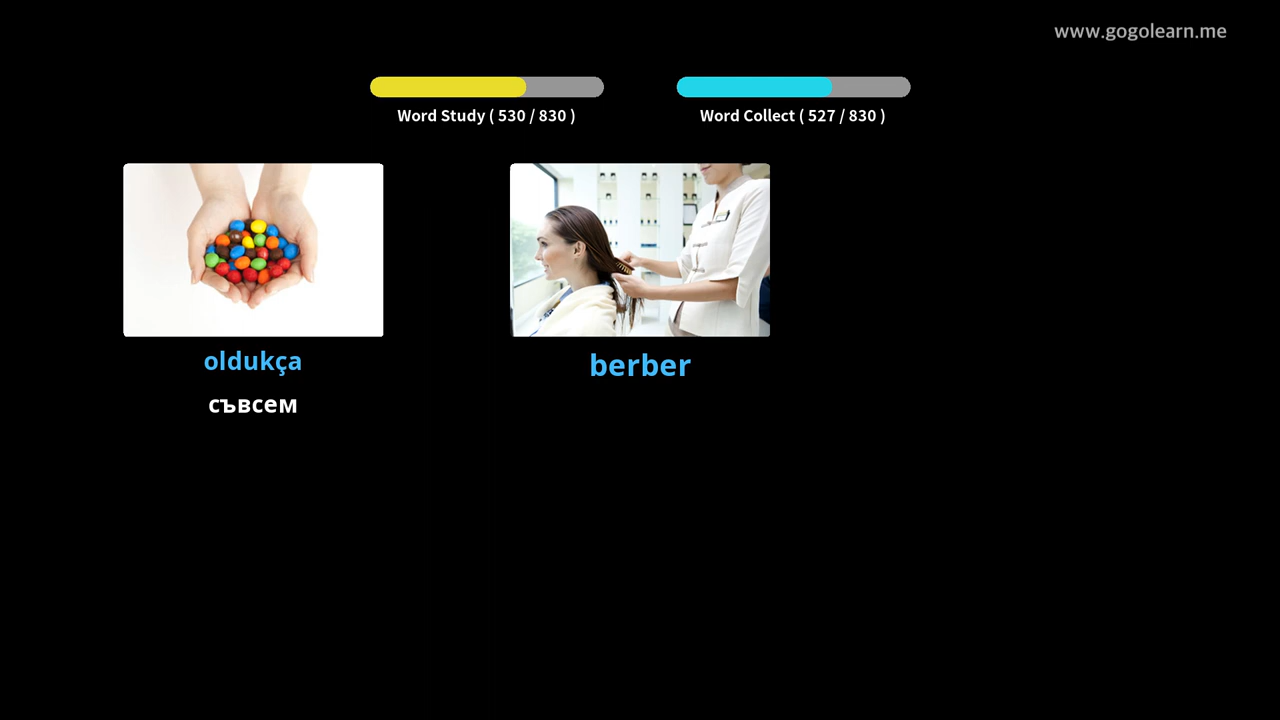 www.gogolearn.me
Word Study ( 530 / 830 )
Word Collect ( 527 / 830 )
oldukça
съвсем
berber